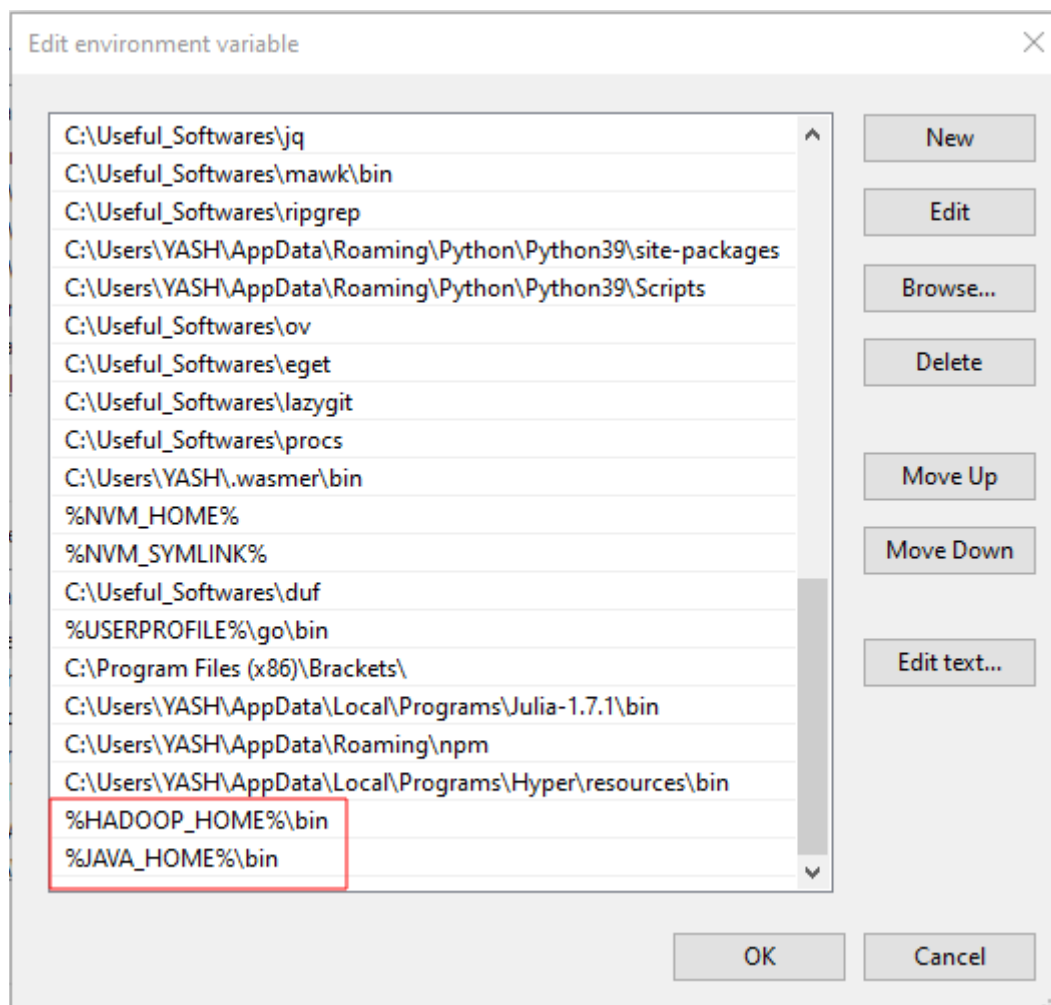 Edit environment variable
C:\Useful_Softwares\jq
C:\Useful_Softwares\mawk\bin
C:\Useful_Softwares\ripgrep
C:\Users\YASH\AppData\Roaming\Python\Python39\site-packages
C:\Users\YASH\AppData\Roaming\Python\Python39\Scripts
C:\Useful_Softwares\ov
C:\Useful_Softwares\eget
C:\Useful_Softwares\lazygit
C:\Useful_Softwares\procs
C:\Users\YASH\.wasmer\bin
%NVM_HOME%
%NVM_SYMLINK%
C:\Useful_Softwares\duf
%USERPROFILE%\go\bin
C:\Program Files (x86)\Brackets\
C:\Users\YASH\AppData\Local\Programs\Julia-1.7.1\bin
C:\Users\YASH\AppData\Roaming\npm
C:\Users\YASH\AppData\Local\Programs\Hyper\resources\bin
%HADOOP_HOME%\bin
%JAVA_HOME%\bin
New
Edit
Browse...
Delete
Move Up
Move Down
Edit text...
OK
Cancel